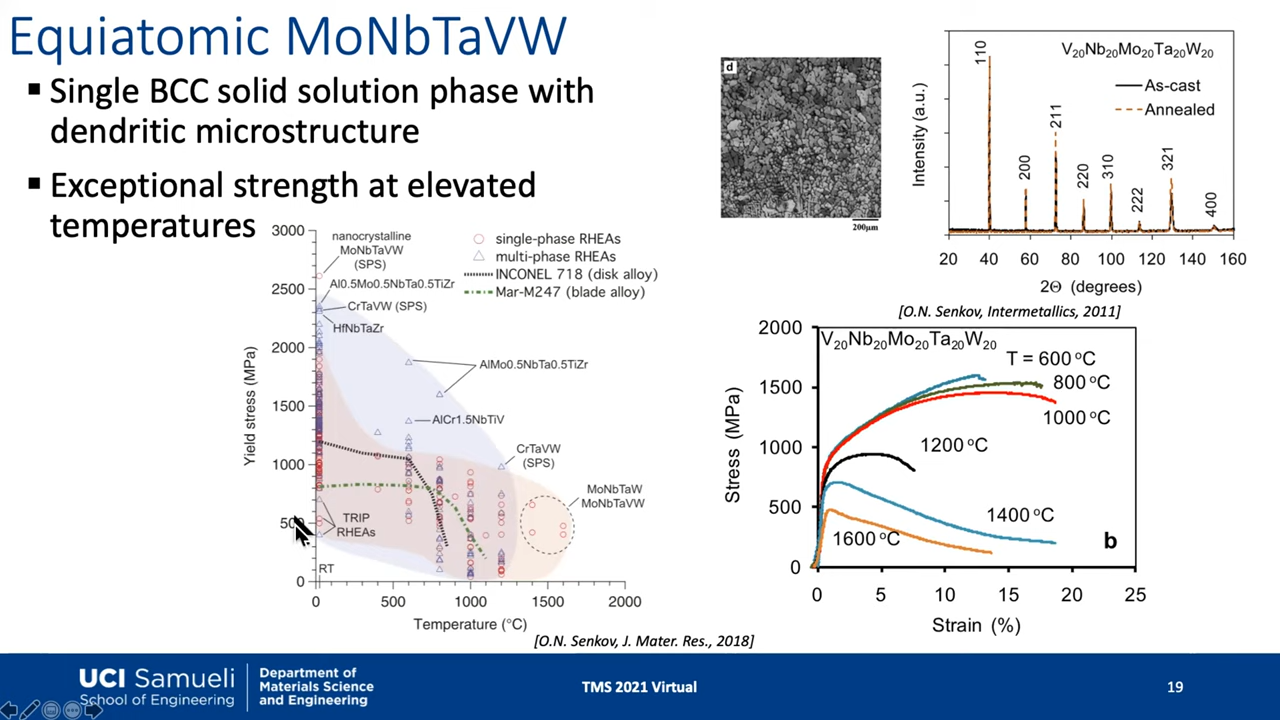 Equiatomic MoNbTaVW
▪ Single BCC solid solution phase with
dendritic microstructure
▪ Exceptional strength at elevated
temperatures
d
200µm
V20Nb20Mo20Ta20W20
As-cast
Annealed
Intensity (a.u.)
110
200
211
220
310
222
321
400
20 40 60 80 100 120 140 160
2Θ (degrees)
[O.N. Senkov, Intermetallics, 2011]
Yield stress (MPa)
3000
2500
2000
1500
1000
500
0
nanocrystalline
MoNbTaVW
(SPS)
Al0.5Mo0.5NbTa0.5TiZr
CrTaVW (SPS)
HfNbTaZr
single-phase RHEAs
multi-phase RHEAs
INCONEL 718 (disk alloy)
Mar-M247 (blade alloy)
AlMo0.5NbTa0.5TiZr
AlCr1.5NbTiV
CrTaVW
(SPS)
MoNbTaW
MoNbTaVW
TRIP
RHEAs
RT
0 500 1000 1500 2000
Temperature (°C)
[O.N. Senkov, J. Mater. Res., 2018]
Stress (MPa)
2000
1500
1000
500
0
V20Nb20Mo20Ta20W20
T = 600 °C
800 °C
1000 °C
1200 °C
1400 °C
1600 °C
b
0 5 10 15 20 25
Strain (%)
UCI Samueli
School of Engineering
Department of
Materials Science
and Engineering
TMS 2021 Virtual
19